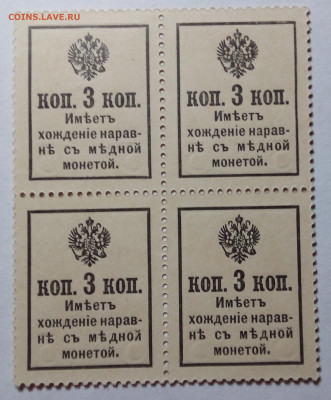 COINS.LAVE.RU
коп. 3 коп.
Имѣетъ
хожденіе нарав-
нѣ съ мѣдной
монетой.
коп. 3 коп.
Имѣетъ
хожденіе нарав-
нѣ съ мѣдной
монетой.
коп. 3 коп.
Имѣетъ
хожденіе нарав-
нѣ съ мѣдной
монетой.
коп. 3 коп.
Имѣетъ
хожденіе нарав-
нѣ съ мѣдной
монетой.